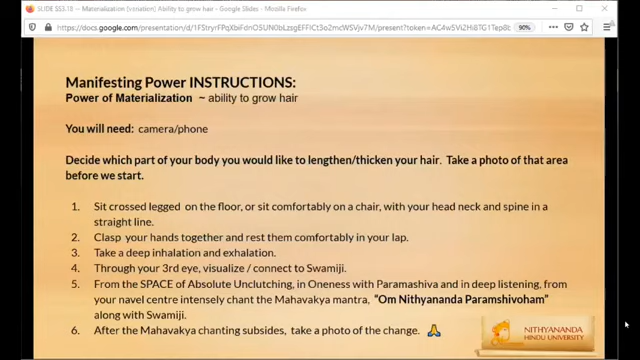 SLIDE S53.18 -- Materialization (variation) Ability to grow hair - Google Slides - Mozilla Firefox
90%
Manifesting Power INSTRUCTIONS:
Power of Materialization ~ ability to grow hair
You will need: camera/phone
Decide which part of your body you would like to lengthen/thicken your hair. Take a photo of that area
before we start.
1. Sit crossed legged on the floor, or sit comfortably on a chair, with your head neck and spine in a
straight line.
2. Clasp your hands together and rest them comfortably in your lap.
3. Take a deep inhalation and exhalation.
4. Through your 3rd eye, visualize / connect to Swamiji.
5. From the SPACE of Absolute Unclutching, in Oneness with Paramashiva and in deep listening, from
your navel centre intensely chant the Mahavakya mantra, "Om Nithyananda Paramshivoham"
along with Swamiji.
6. After the Mahavakya chanting subsides, take a photo of the change. 🙏
NITHYANANDA
HINDU UNIVERSITY